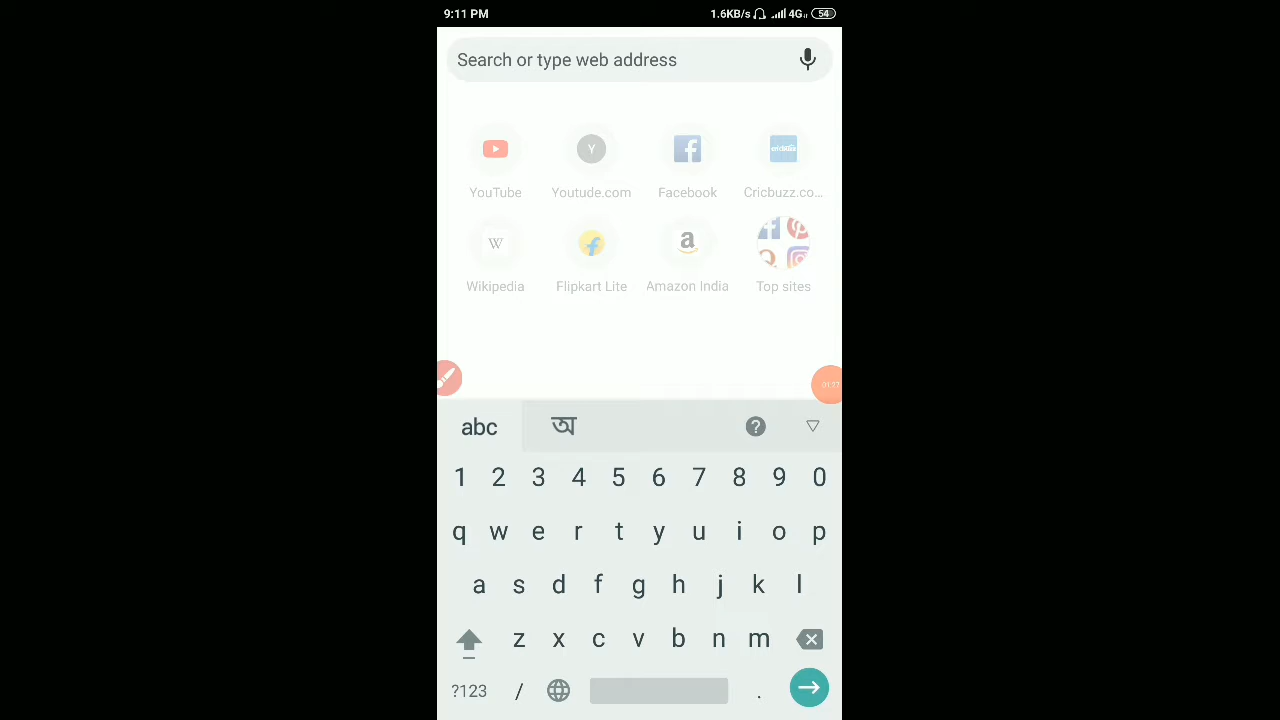 9:11 PM 1.6KB/s 4G 54
Search or type web address
YouTube Youtude.com Facebook Cricbuzz.co...
Wikipedia Flipkart Lite Amazon India Top sites
abc অ
1 2 3 4 5 6 7 8 9 0
q w e r t y u i o p
a s d f g h j k l
z x c v b n m
?123 / .